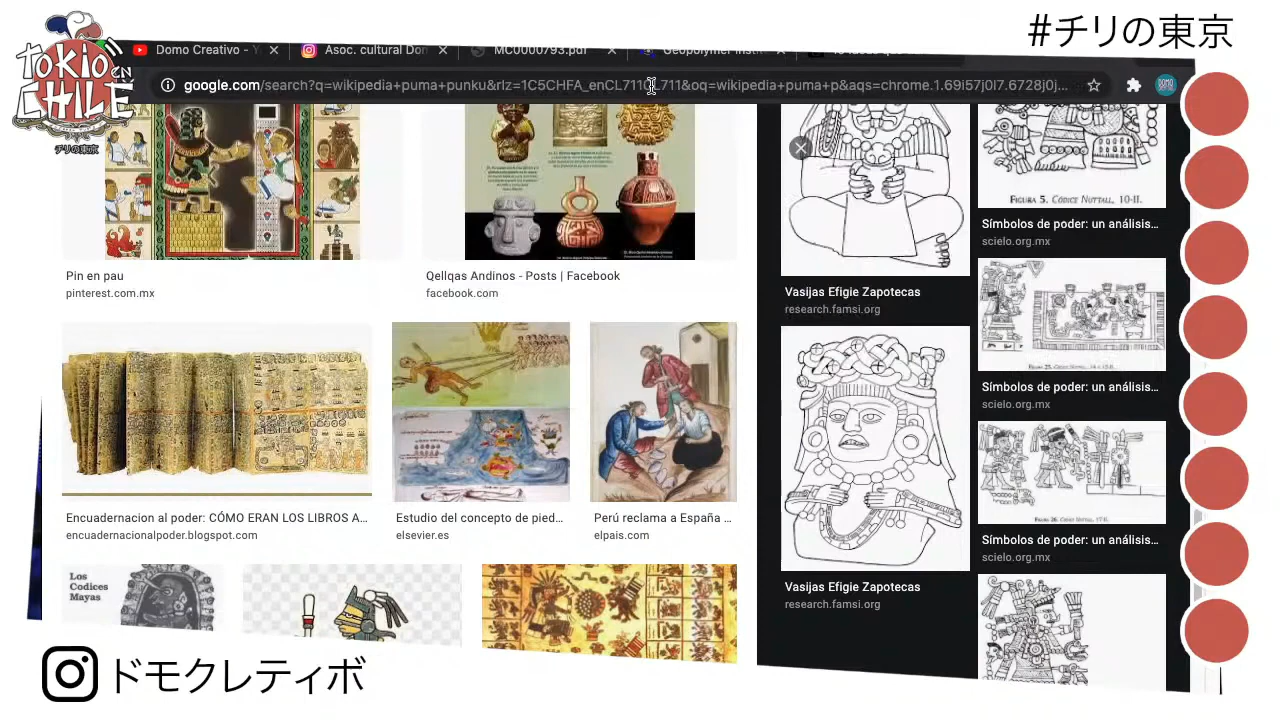 #チリの東京
TOKIO
EN
CHILE
チリの東京
Domo Creativo - Y
Asoc. cultural Dor
MC0000793.pdf
Geopolymer Inst
google.com/search?q=wikipedia+puma+punku&rlz=1C5CHFA_enCL711CL711&oq=wikipedia+puma+p&aqs=chrome.1.69i57j0l7.6728j0j...
Pin en pau
pinterest.com.mx
Qellqas Andinos - Posts | Facebook
facebook.com
Vasijas Efigie Zapotecas
research.famsi.org
FIGURA 5. CÓDICE NUTTALL, 10-II.
Símbolos de poder: un análisis...
scielo.org.mx
Símbolos de poder: un análisis...
scielo.org.mx
Encuadernacion al poder: CÓMO ERAN LOS LIBROS A...
encuadernacionalpoder.blogspot.com
Estudio del concepto de pied...
elsevier.es
Perú reclama a España ...
elpais.com
Símbolos de poder: un análisis...
scielo.org.mx
Vasijas Efigie Zapotecas
research.famsi.org
Los
Codices
Mayas
ドモクレティボ